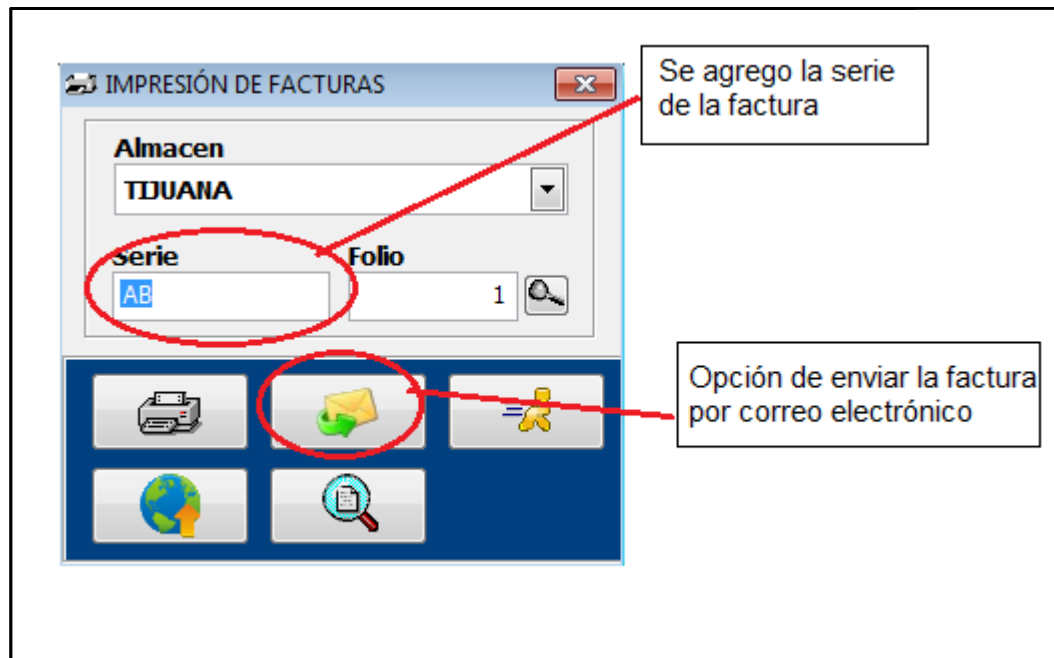 Se agrego la serie
de la factura
IMPRESIÓN DE FACTURAS
Almacen
TIJUANA
Serie Folio
AB 1
Opción de enviar la factura
por correo electrónico